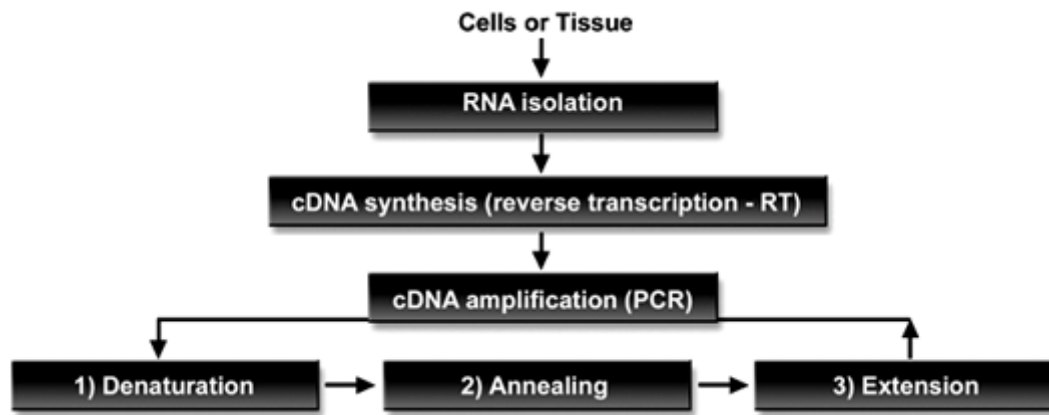 Cells or Tissue
RNA isolation
cDNA synthesis (reverse transcription - RT)
cDNA amplification (PCR)
1) Denaturation
2) Annealing
3) Extension